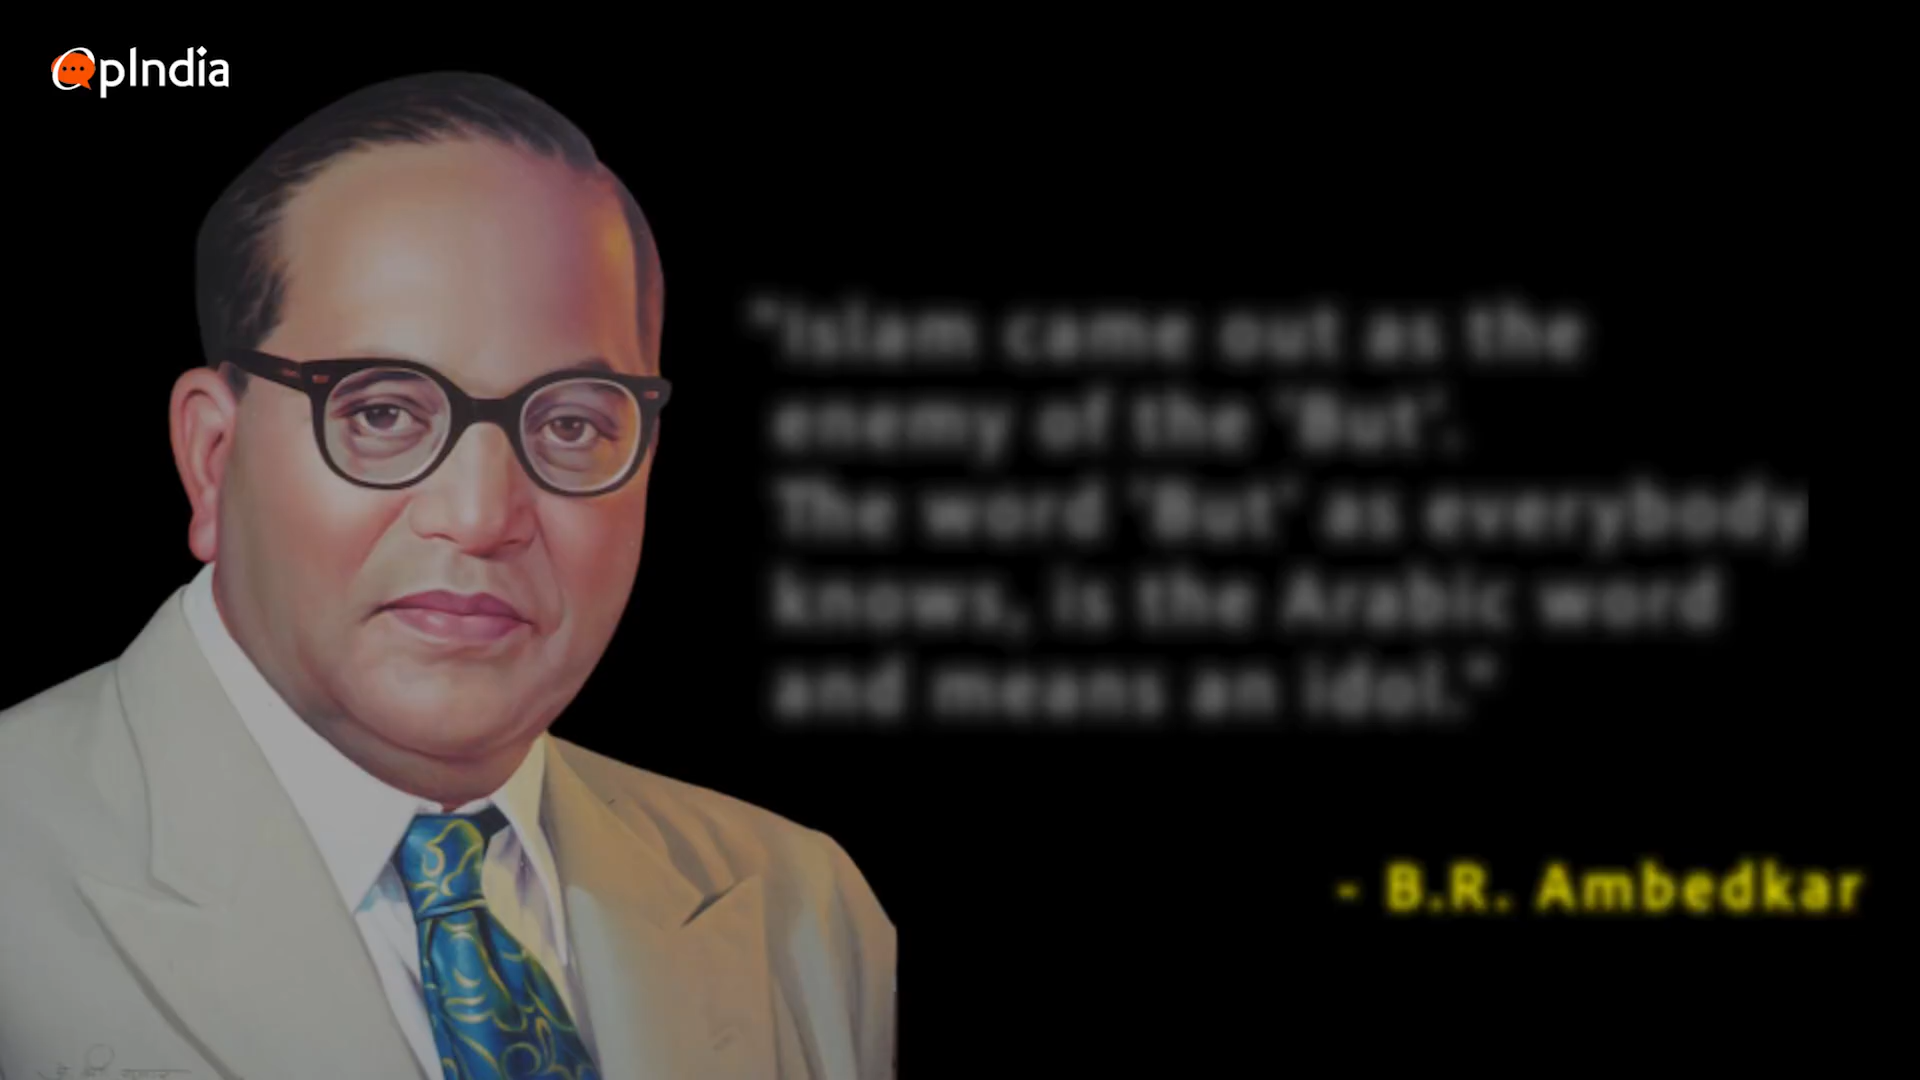 OpIndia
"Islam came out as the
enemy of the 'But'.
The word 'But' as everybody
knows, is the Arabic word
and means an idol."
- B.R. Ambedkar